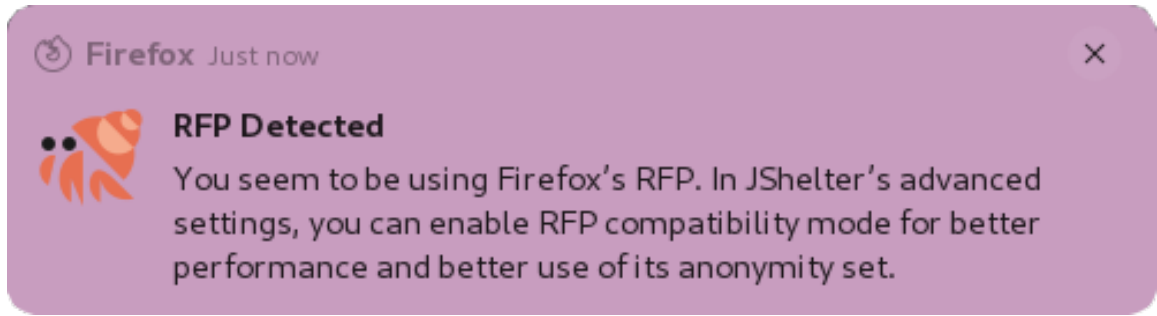 Firefox Just now
RFP Detected
You seem to be using Firefox's RFP. In JShelter's advanced
settings, you can enable RFP compatibility mode for better
performance and better use of its anonymity set.